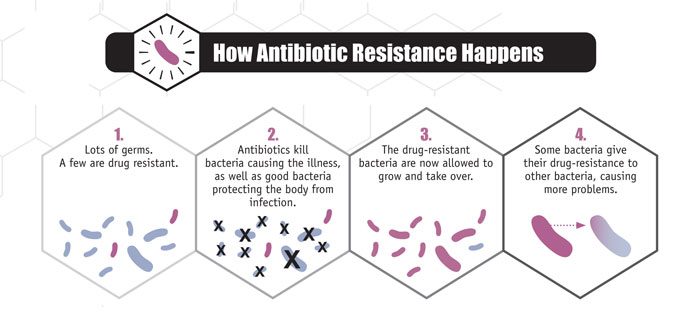 How Antibiotic Resistance Happens
1.
Lots of germs.
A few are drug resistant.
2.
Antibiotics kill
bacteria causing the illness,
as well as good bacteria
protecting the body from
infection.
X X X X X X X X X X
3.
The drug-resistant
bacteria are now allowed to
grow and take over.
4.
Some bacteria give
their drug-resistance to
other bacteria, causing
more problems.